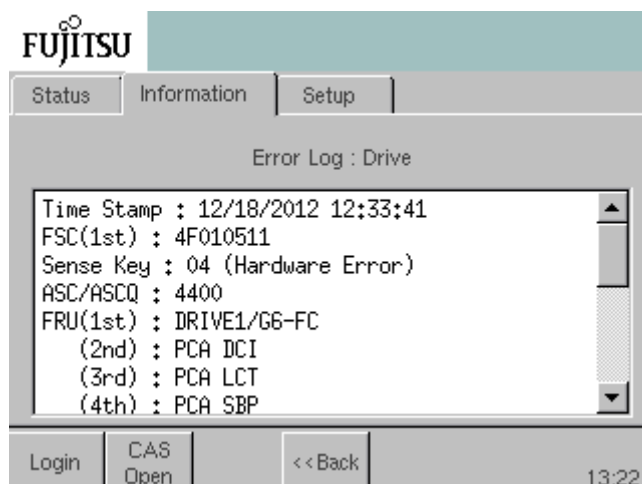 FUJITSU
Status Information Setup
Error Log : Drive
Time Stamp : 12/18/2012 12:33:41
FSC(1st) : 4F010511
Sense Key : 04 (Hardware Error)
ASC/ASCQ : 4400
FRU(1st) : DRIVE1/G6-FC
(2nd) : PCA DCI
(3rd) : PCA LCT
(4th) : PCA SBP
Login CAS Open <<Back 13:22